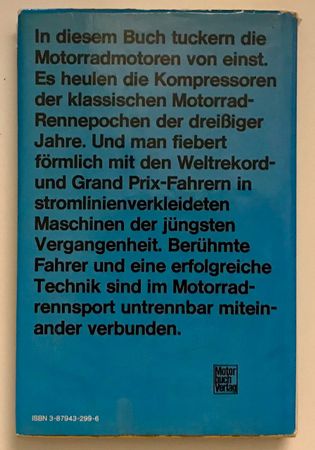 In diesem Buch tuckern die
Motorradmotoren von einst.
Es heulen die Kompressoren
der klassischen Motorrad-
Rennepochen der dreißiger
Jahre. Und man fiebert
förmlich mit den Weltrekord-
und Grand Prix-Fahrern in
stromlinienverkleideten
Maschinen der jüngsten
Vergangenheit. Berühmte
Fahrer und eine erfolgreiche
Technik sind im Motorrad-
rennsport untrennbar mitein-
ander verbunden.
Motor
buch
Verlag
ISBN 3-87943-299-6